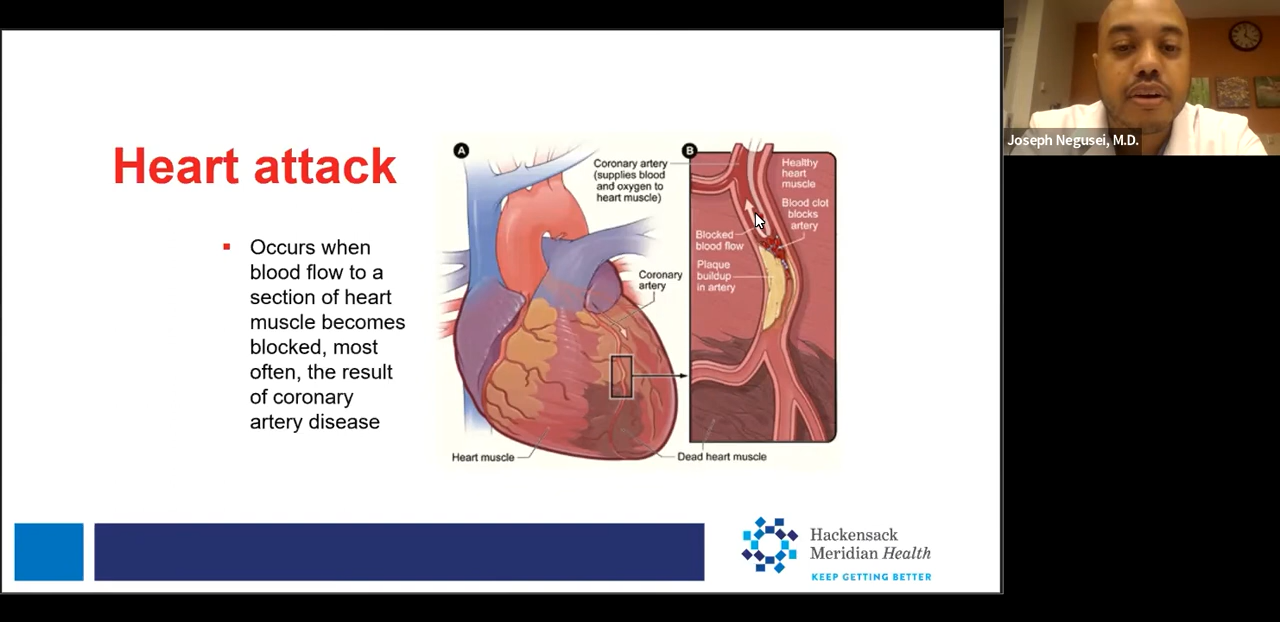 Heart attack
▪ Occurs when
blood flow to a
section of heart
muscle becomes
blocked, most
often, the result
of coronary
artery disease
A
Coronary artery
(supplies blood
and oxygen to
heart muscle)
Coronary
artery
Heart muscle
Dead heart muscle
B
Healthy
heart
muscle
Blood clot
blocks
artery
Blocked
blood flow
Plaque
buildup
in artery
Hackensack
Meridian Health
KEEP GETTING BETTER
Joseph Negusei, M.D.